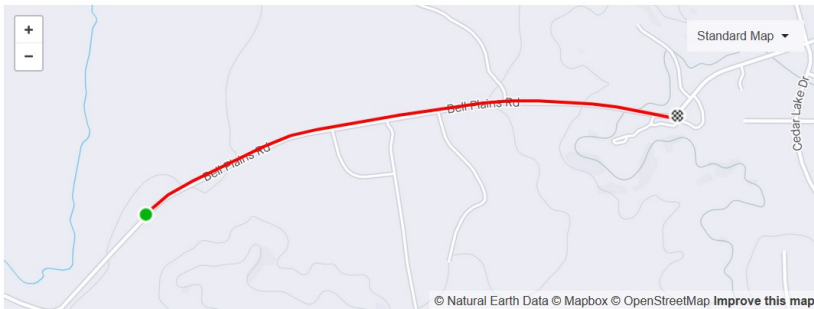 +
Standard Map
−
Bell Plains Rd
Cedar Lake Dr
Bell Plains Rd
© Natural Earth Data © Mapbox © OpenStreetMap Improve this map